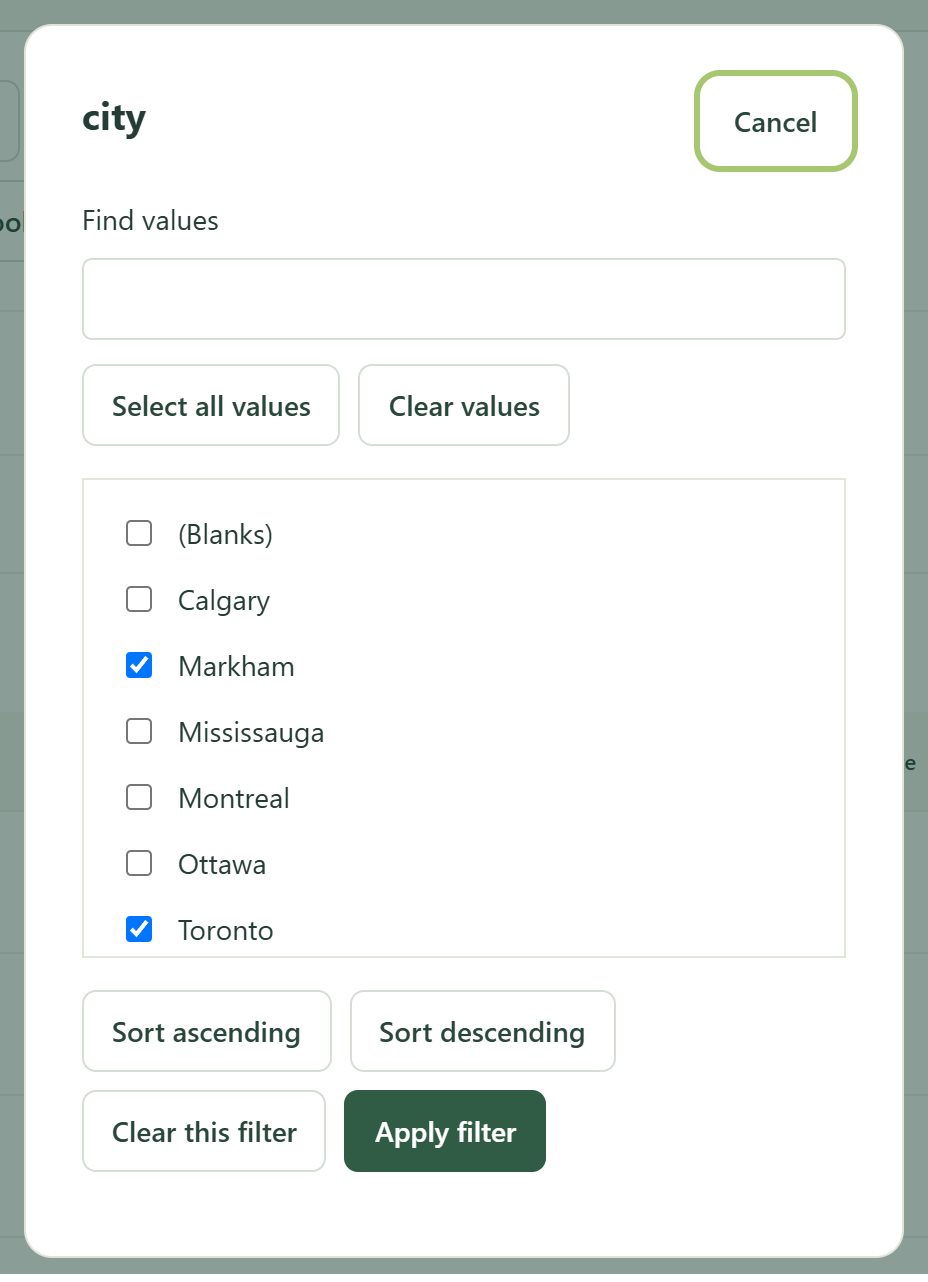 city
Cancel
Find values
Select all values
Clear values
(Blanks)
Calgary
Markham
Mississauga
Montreal
Ottawa
Toronto
Sort ascending
Sort descending
Clear this filter
Apply filter